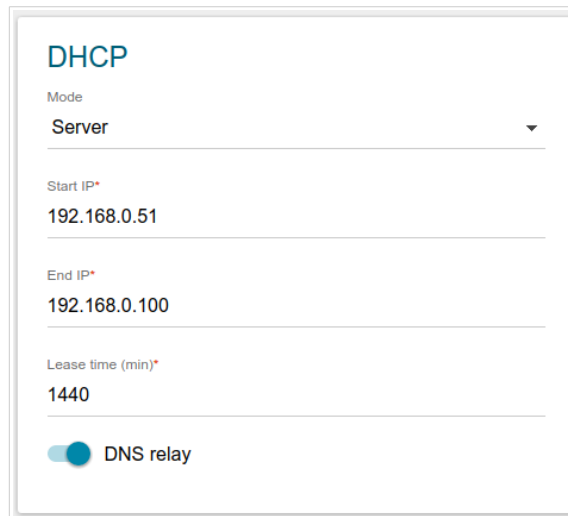 DHCP
Mode
Server
Start IP*
192.168.0.51
End IP*
192.168.0.100
Lease time (min)*
1440
DNS relay